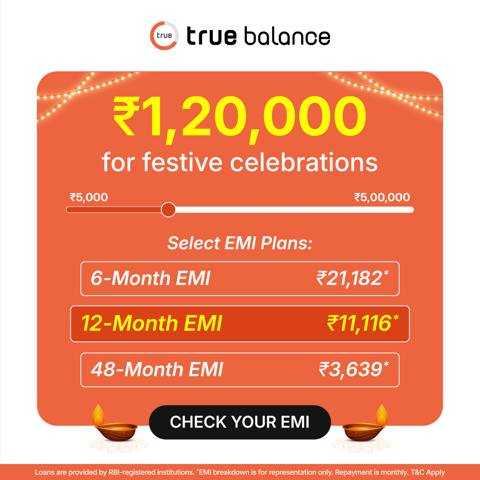 true
true balance
₹1,20,000
for festive celebrations
₹5,000 ₹5,00,000
Select EMI Plans:
6-Month EMI ₹21,182*
12-Month EMI ₹11,116*
48-Month EMI ₹3,639*
CHECK YOUR EMI
Loans are provided by RBI-registered institutions. *EMI breakdown is for representation only. Repayment is monthly. T&C Apply